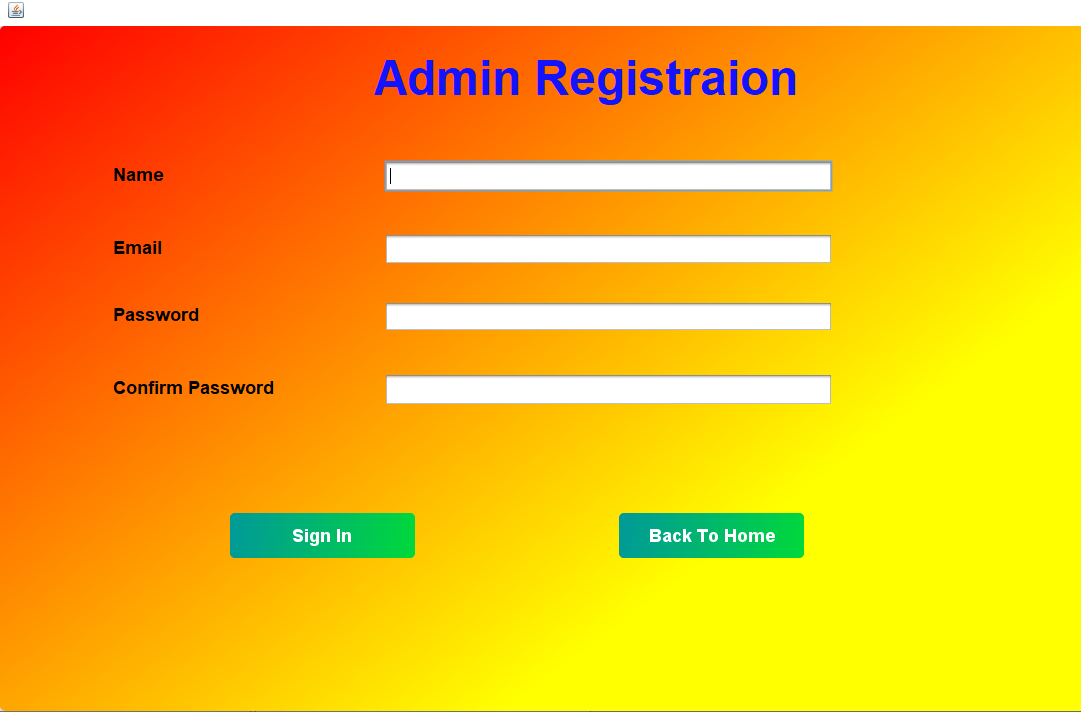 Admin Registraion
Name
Email
Password
Confirm Password
Sign In
Back To Home